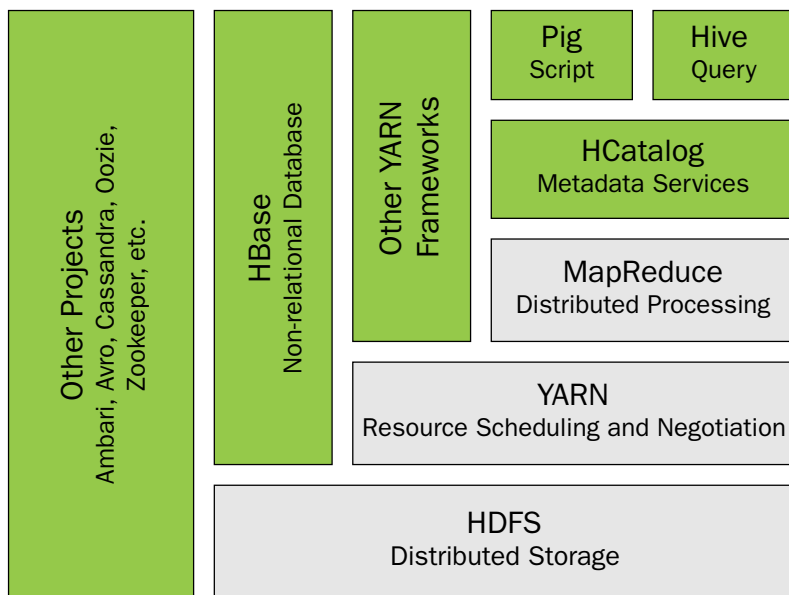 Other Projects
Ambari, Avro, Cassandra, Oozie,
Zookeeper, etc.
HBase
Non-relational Database
Other YARN
Frameworks
Pig
Script
Hive
Query
HCatalog
Metadata Services
MapReduce
Distributed Processing
YARN
Resource Scheduling and Negotiation
HDFS
Distributed Storage